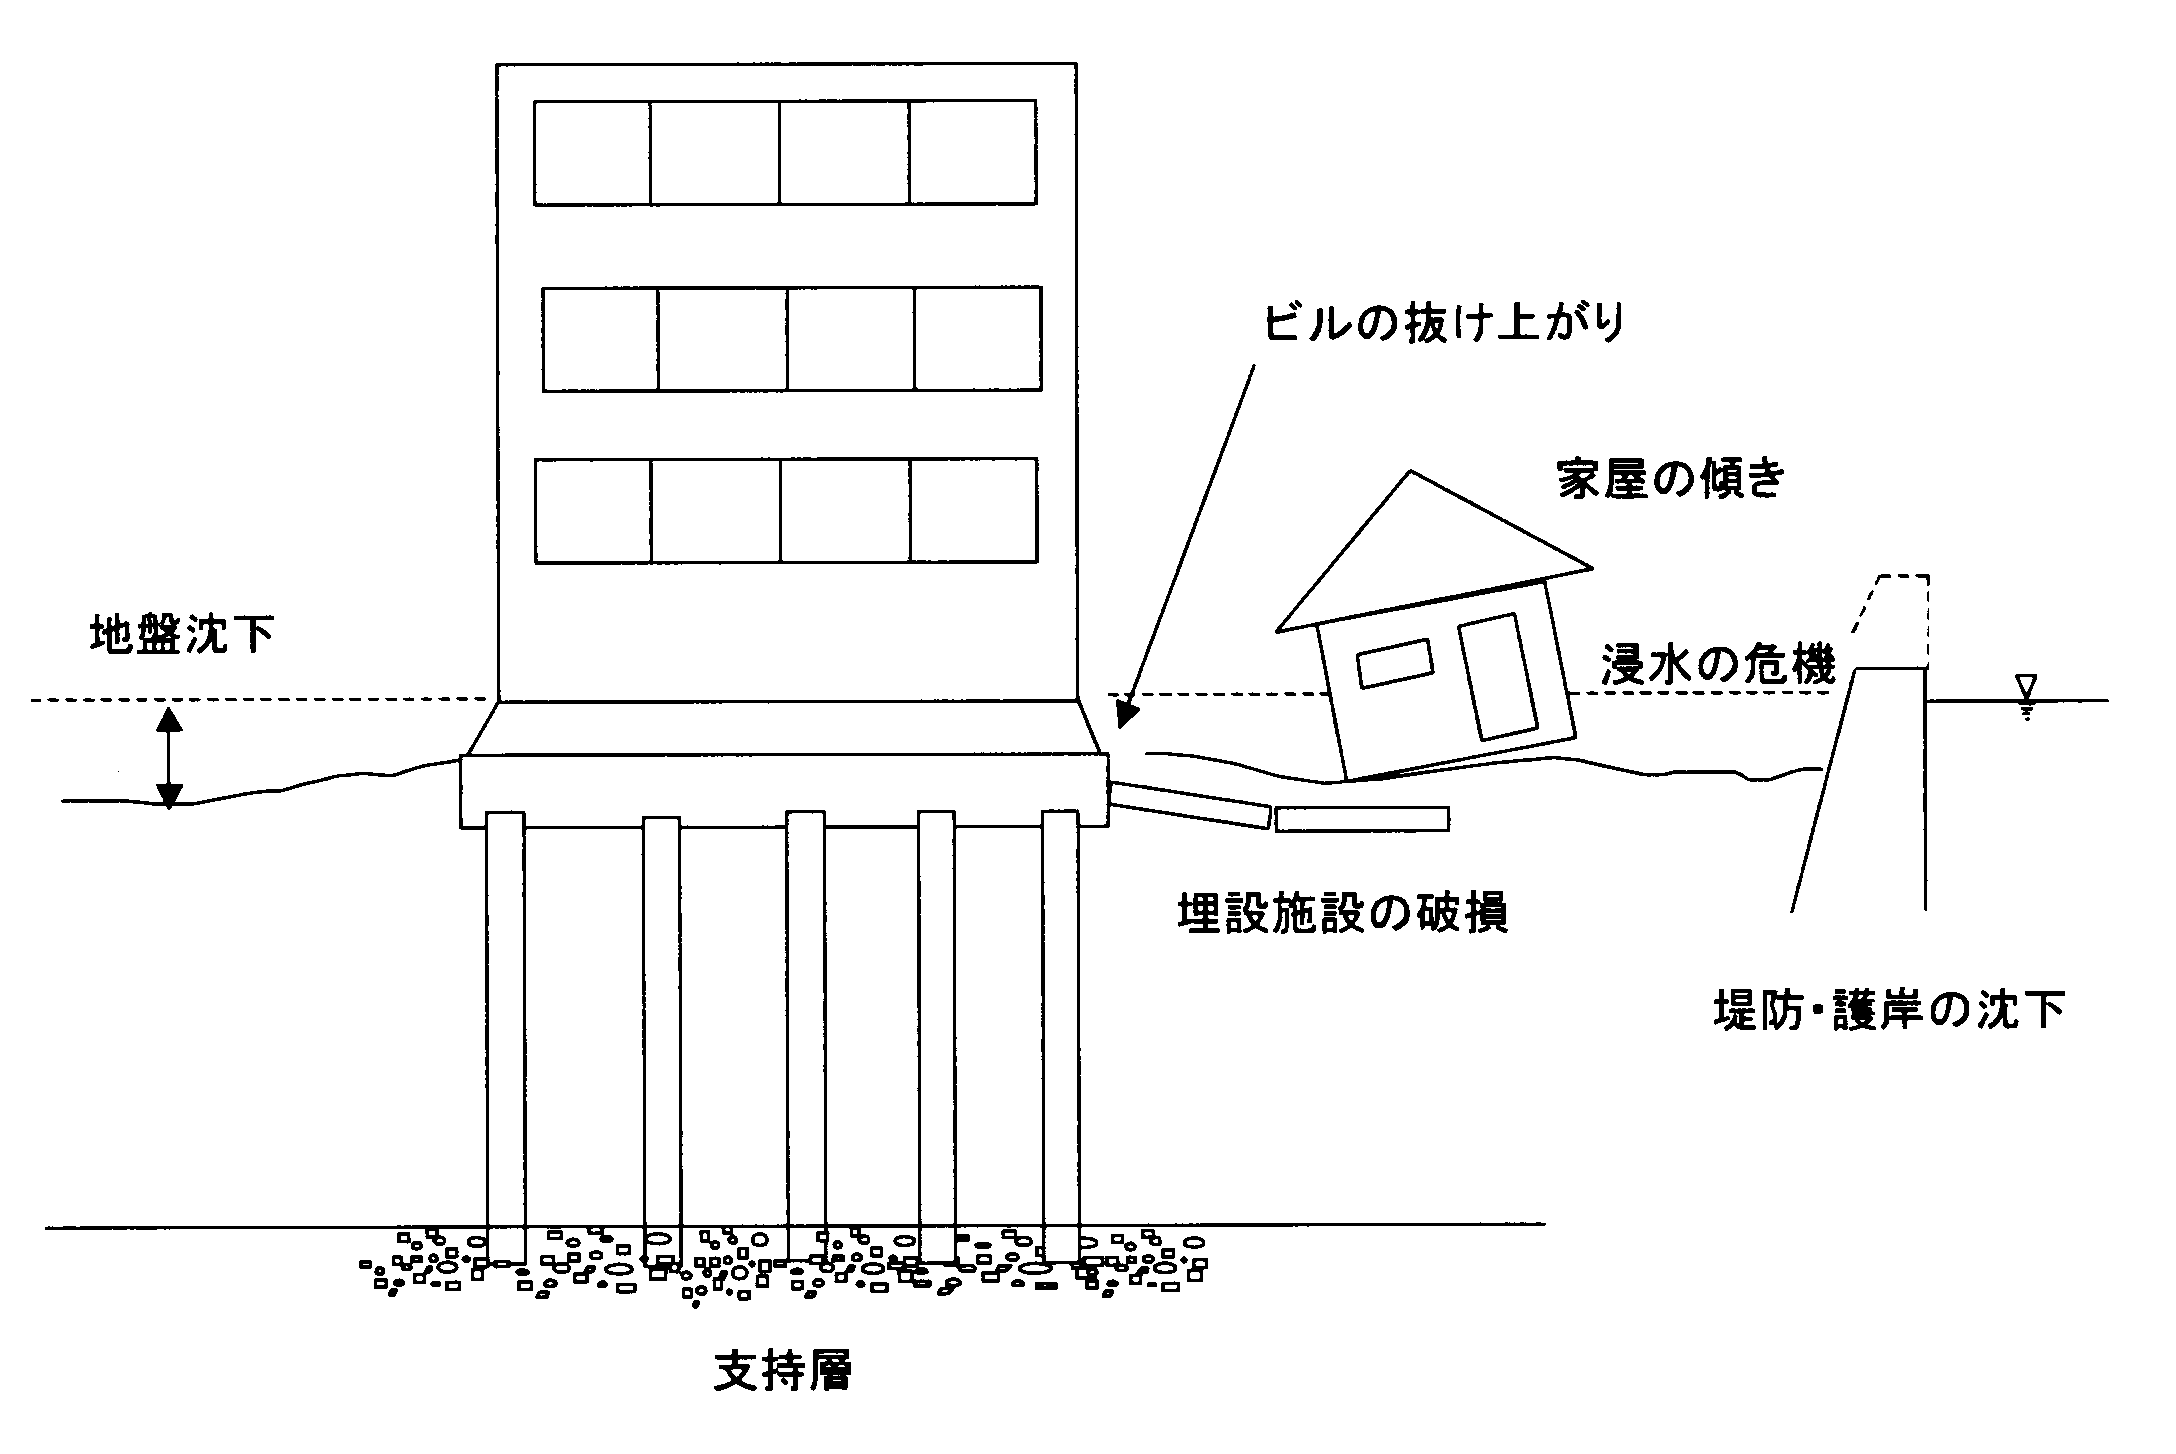 ビルの抜け上がり
家屋の傾き
地盤沈下
浸水の危機
埋設施設の破損
堤防・護岸の沈下
支持層